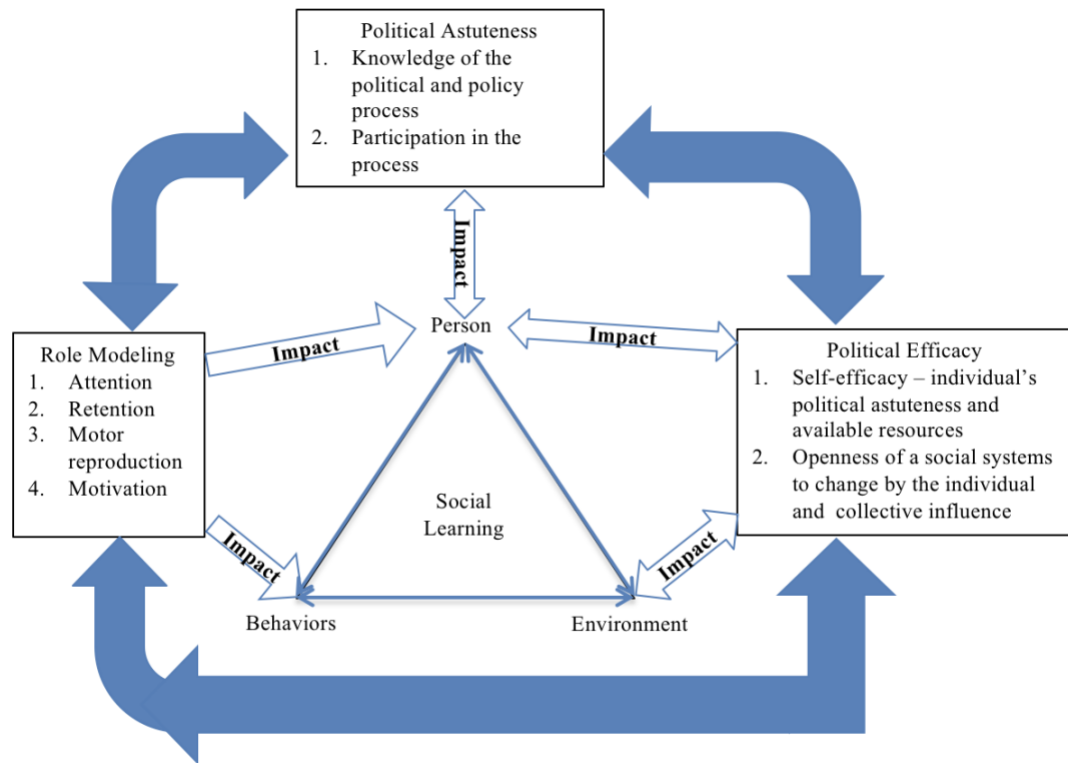 Political Astuteness
1. Knowledge of the
political and policy
process
2. Participation in the
process
Impact
Person
Impact
Impact
Role Modeling
1. Attention
2. Retention
3. Motor
reproduction
4. Motivation
Political Efficacy
1. Self-efficacy – individual's
political astuteness and
available resources
2. Openness of a social systems
to change by the individual
and collective influence
Social
Learning
Impact
Impact
Behaviors
Environment